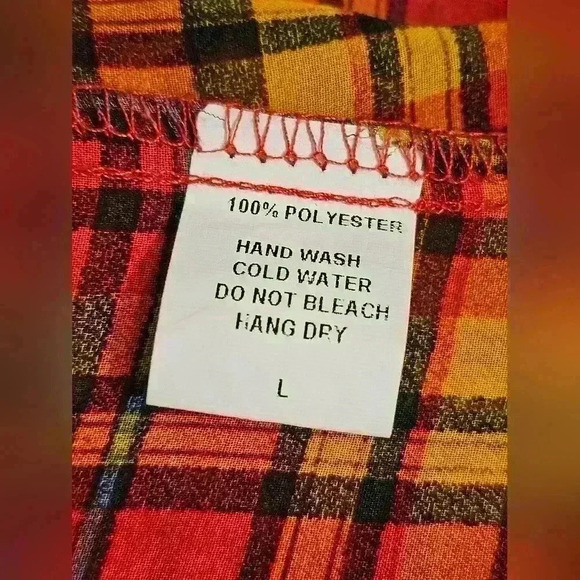 100% POLYESTER
HAND WASH
COLD WATER
DO NOT BLEACH
HANG DRY
L